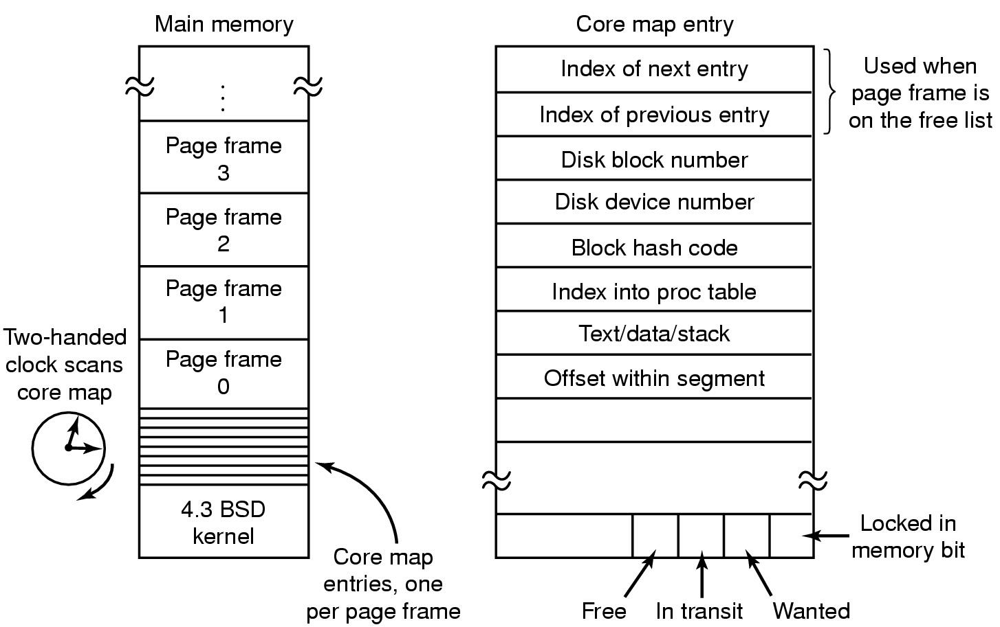 Main memory
Page frame
3
Page frame
2
Page frame
1
Page frame
0
4.3 BSD
kernel
Two-handed
clock scans
core map
Core map
entries, one
per page frame
Core map entry
Index of next entry
Index of previous entry
Disk block number
Disk device number
Block hash code
Index into proc table
Text/data/stack
Offset within segment
Used when
page frame is
on the free list
Locked in
memory bit
Free
In transit
Wanted